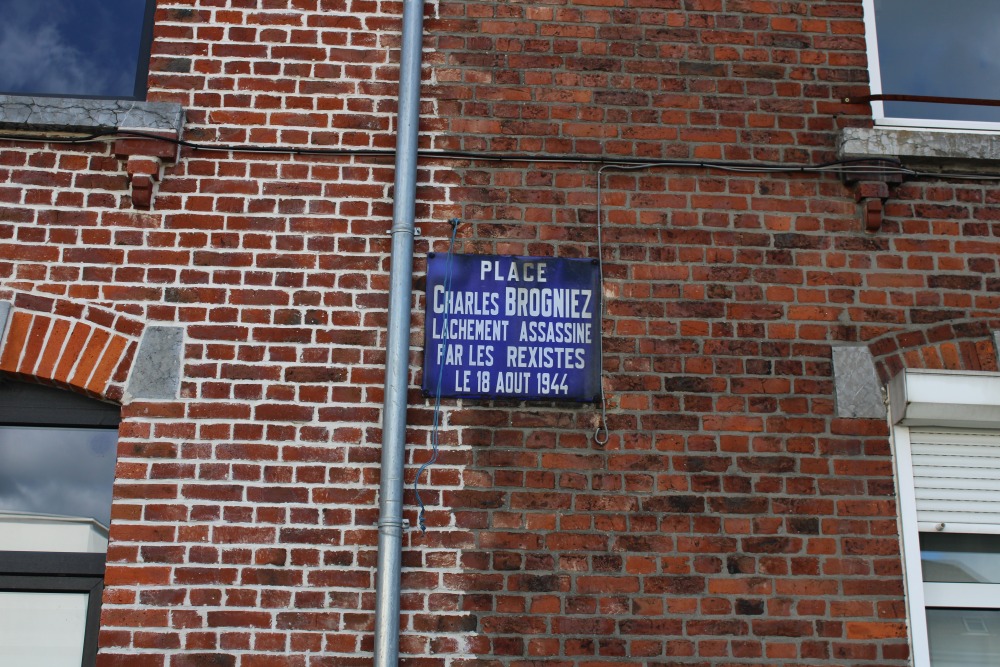 PLACE
CHARLES BROGNIEZ
LACHEMENT ASSASSINE
PAR LES REXISTES
LE 18 AOUT 1944